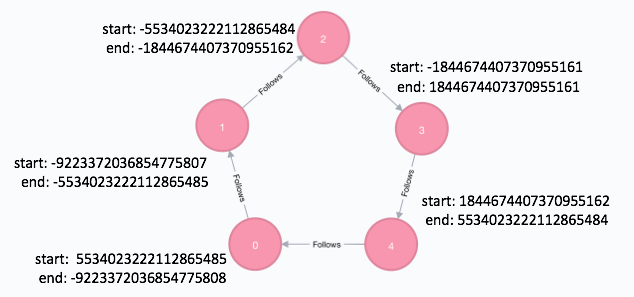 start: -5534023222112865484
end: -1844674407370955162
2
Follows
Follows
start: -1844674407370955161
end: 1844674407370955161
1
3
start: -9223372036854775807
end: -5534023222112865485
Follows
Follows
start: 1844674407370955162
end: 5534023222112865484
0
Follows
4
start: 5534023222112865485
end: -9223372036854775808